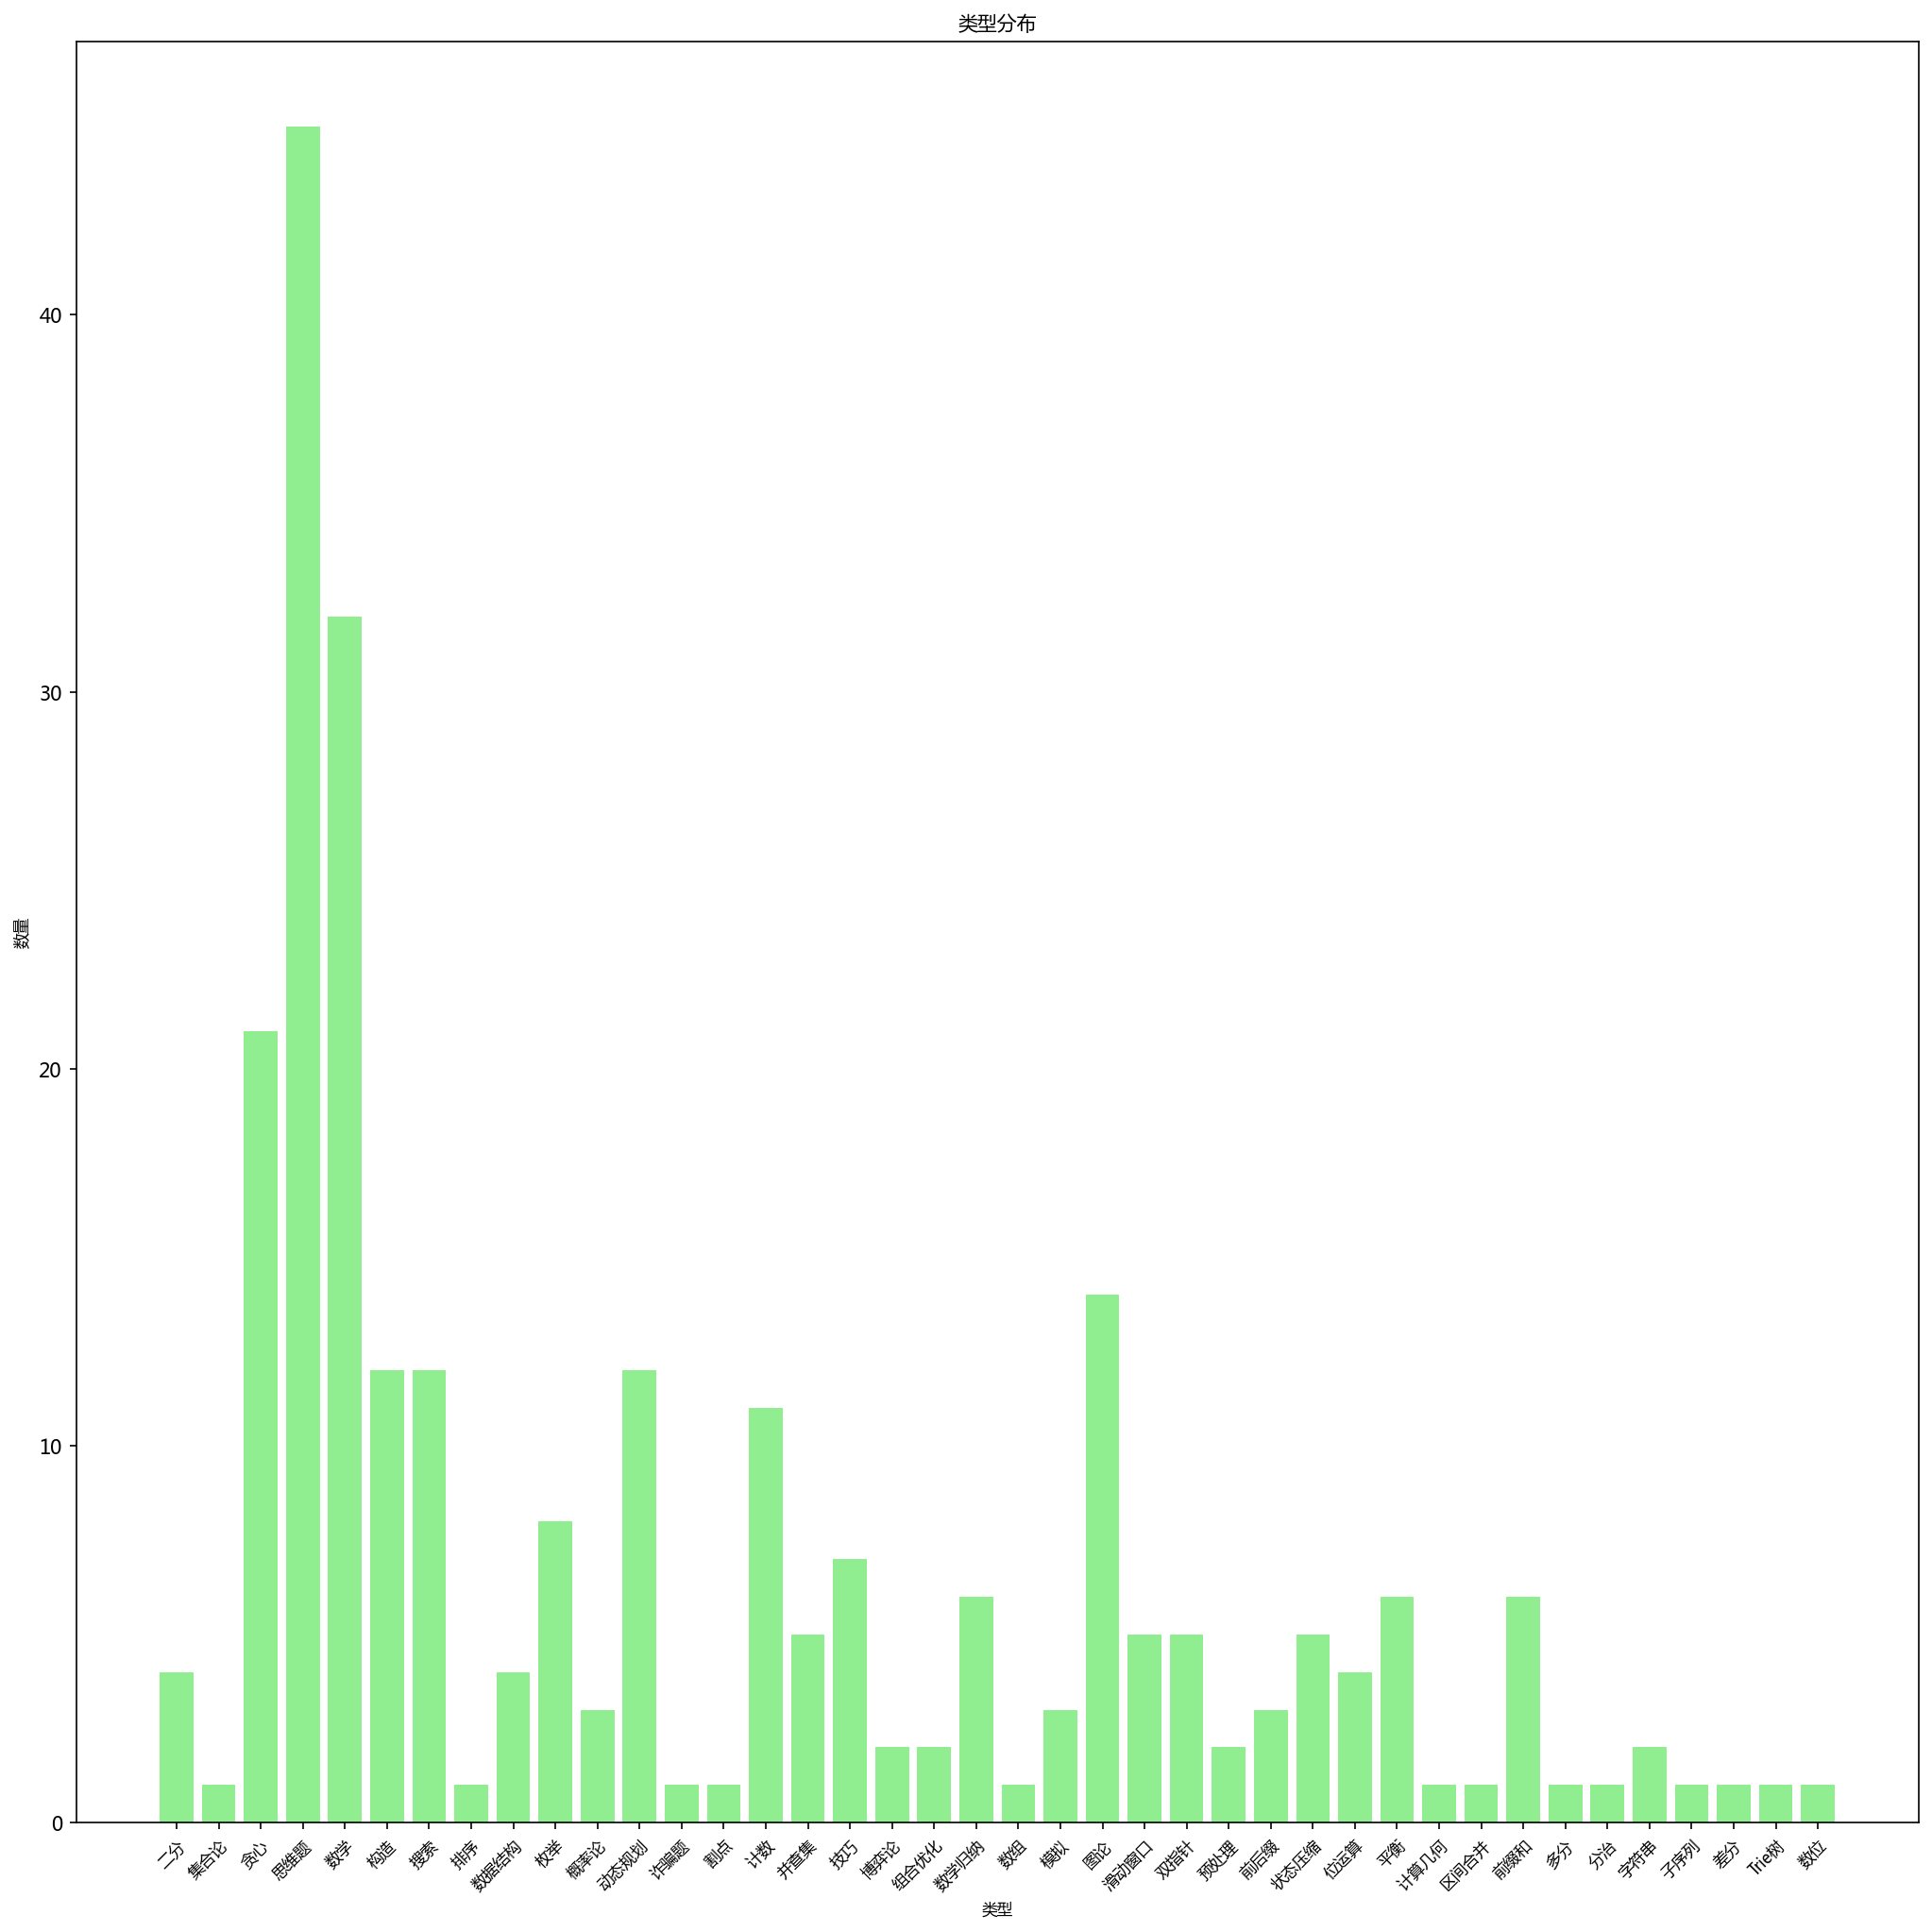 类型分布
数量
40
30
20
10
0
二分
集合论
贪心
思维题
数学
构造
搜索
排序
数据结构
枚举
概率论
动态规划
诈骗题
割点
计数
并查集
技巧
博弈论
组合优化
数学归纳
数组
模拟
图论
滑动窗口
双指针
预处理
前后缀
状态压缩
位运算
平衡
计算几何
区间合并
前缀和
多分
分治
字符串
子序列
差分
Trie树
数位
类型